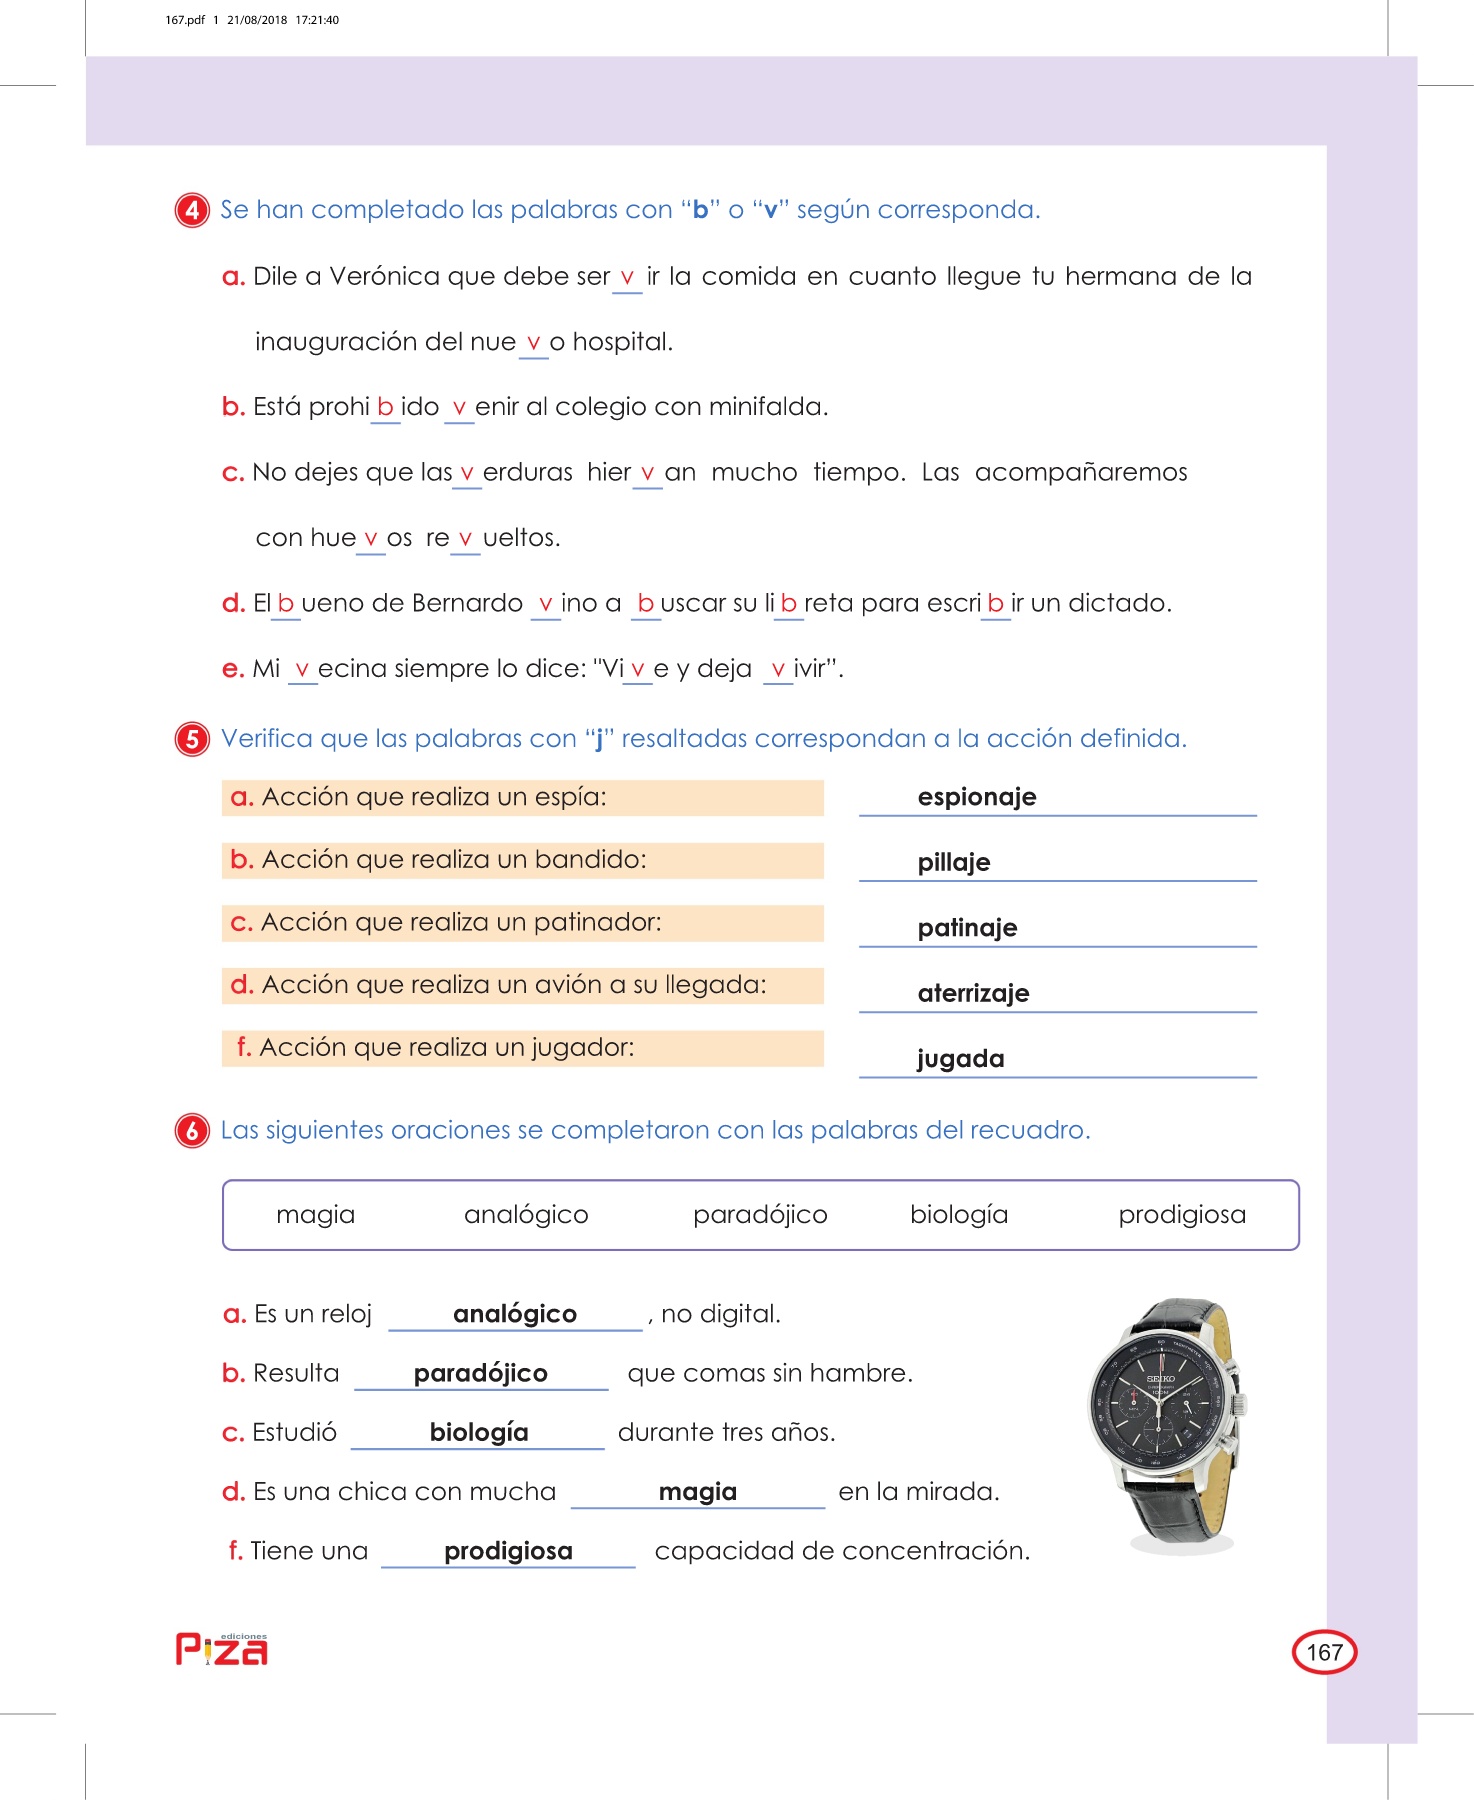 167.pdf 1 21/08/2018 17:21:40
4 Se han completado las palabras con “b” o “v” según corresponda.
a. Dile a Verónica que debe ser v ir la comida en cuanto llegue tu hermana de la
inauguración del nue v o hospital.
b. Está prohi b ido v enir al colegio con minifalda.
c. No dejes que las v erduras hier v an mucho tiempo. Las acompañaremos
con hue v os re v ueltos.
d. El b ueno de Bernardo v ino a b uscar su li b reta para escri b ir un dictado.
e. Mi v ecina siempre lo dice: "Vi v e y deja v ivir”.
5 Verifica que las palabras con “j” resaltadas correspondan a la acción definida.
a. Acción que realiza un espía: espionaje
b. Acción que realiza un bandido: pillaje
c. Acción que realiza un patinador: patinaje
d. Acción que realiza un avión a su llegada: aterrizaje
f. Acción que realiza un jugador: jugada
6 Las siguientes oraciones se completaron con las palabras del recuadro.
magia analógico paradójico biología prodigiosa
a. Es un reloj analógico , no digital.
b. Resulta paradójico que comas sin hambre.
c. Estudió biología durante tres años.
d. Es una chica con mucha magia en la mirada.
f. Tiene una prodigiosa capacidad de concentración.
SEIKO
ediciones
Piza
167